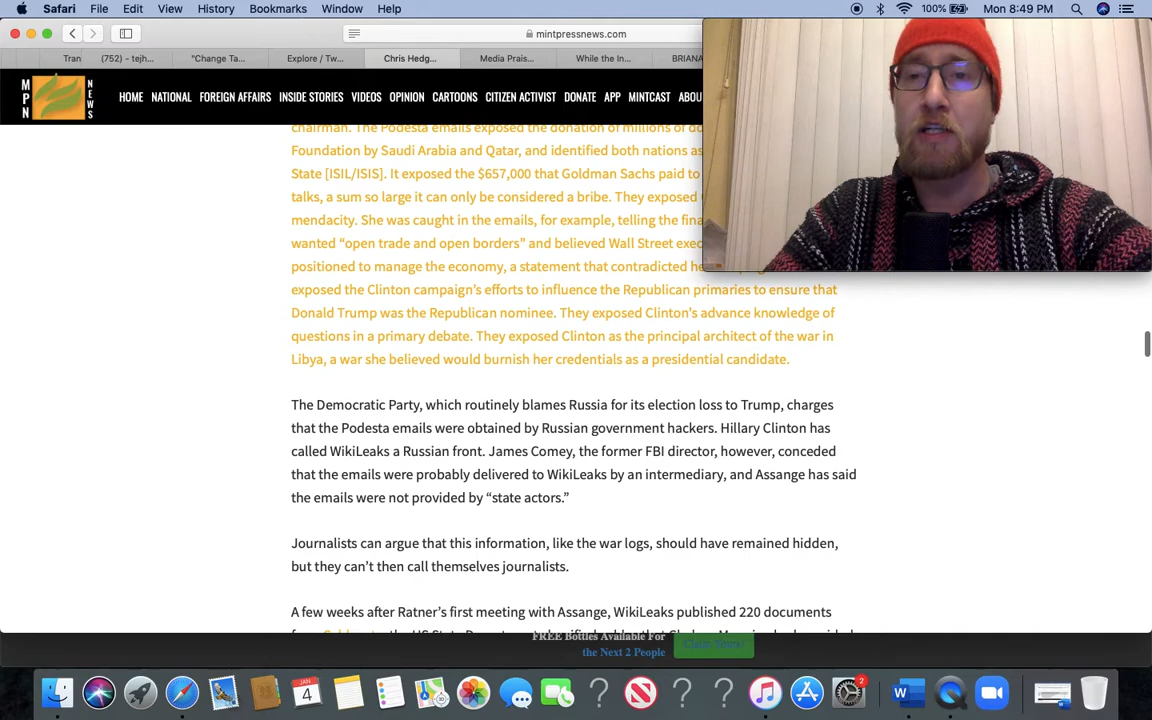 Safari File Edit View History Bookmarks Window Help 100% Mon 8:49 PM
mintpressnews.com
Tran (752) – tejh... "Change Ta... Explore / Tw... Chris Hedg... Media Prais... While the In... BRIANA
MPN NEWS HOME NATIONAL FOREIGN AFFAIRS INSIDE STORIES VIDEOS OPINION CARTOONS CITIZEN ACTIVIST DONATE APP MINTCAST ABOU
chairman. The Podesta emails exposed the donation of millions of do
Foundation by Saudi Arabia and Qatar, and identified both nations as
State [ISIL/ISIS]. It exposed the $657,000 that Goldman Sachs paid to
talks, a sum so large it can only be considered a bribe. They exposed
mendacity. She was caught in the emails, for example, telling the fina
wanted “open trade and open borders” and believed Wall Street exec
positioned to manage the economy, a statement that contradicted he
exposed the Clinton campaign’s efforts to influence the Republican primaries to ensure that
Donald Trump was the Republican nominee. They exposed Clinton’s advance knowledge of
questions in a primary debate. They exposed Clinton as the principal architect of the war in
Libya, a war she believed would burnish her credentials as a presidential candidate.
The Democratic Party, which routinely blames Russia for its election loss to Trump, charges
that the Podesta emails were obtained by Russian government hackers. Hillary Clinton has
called WikiLeaks a Russian front. James Comey, the former FBI director, however, conceded
that the emails were probably delivered to WikiLeaks by an intermediary, and Assange has said
the emails were not provided by “state actors.”
Journalists can argue that this information, like the war logs, should have remained hidden,
but they can’t then call themselves journalists.
A few weeks after Ratner’s first meeting with Assange, WikiLeaks published 220 documents
FREE Bottles Available For
the Next 2 People
JAN
4
2